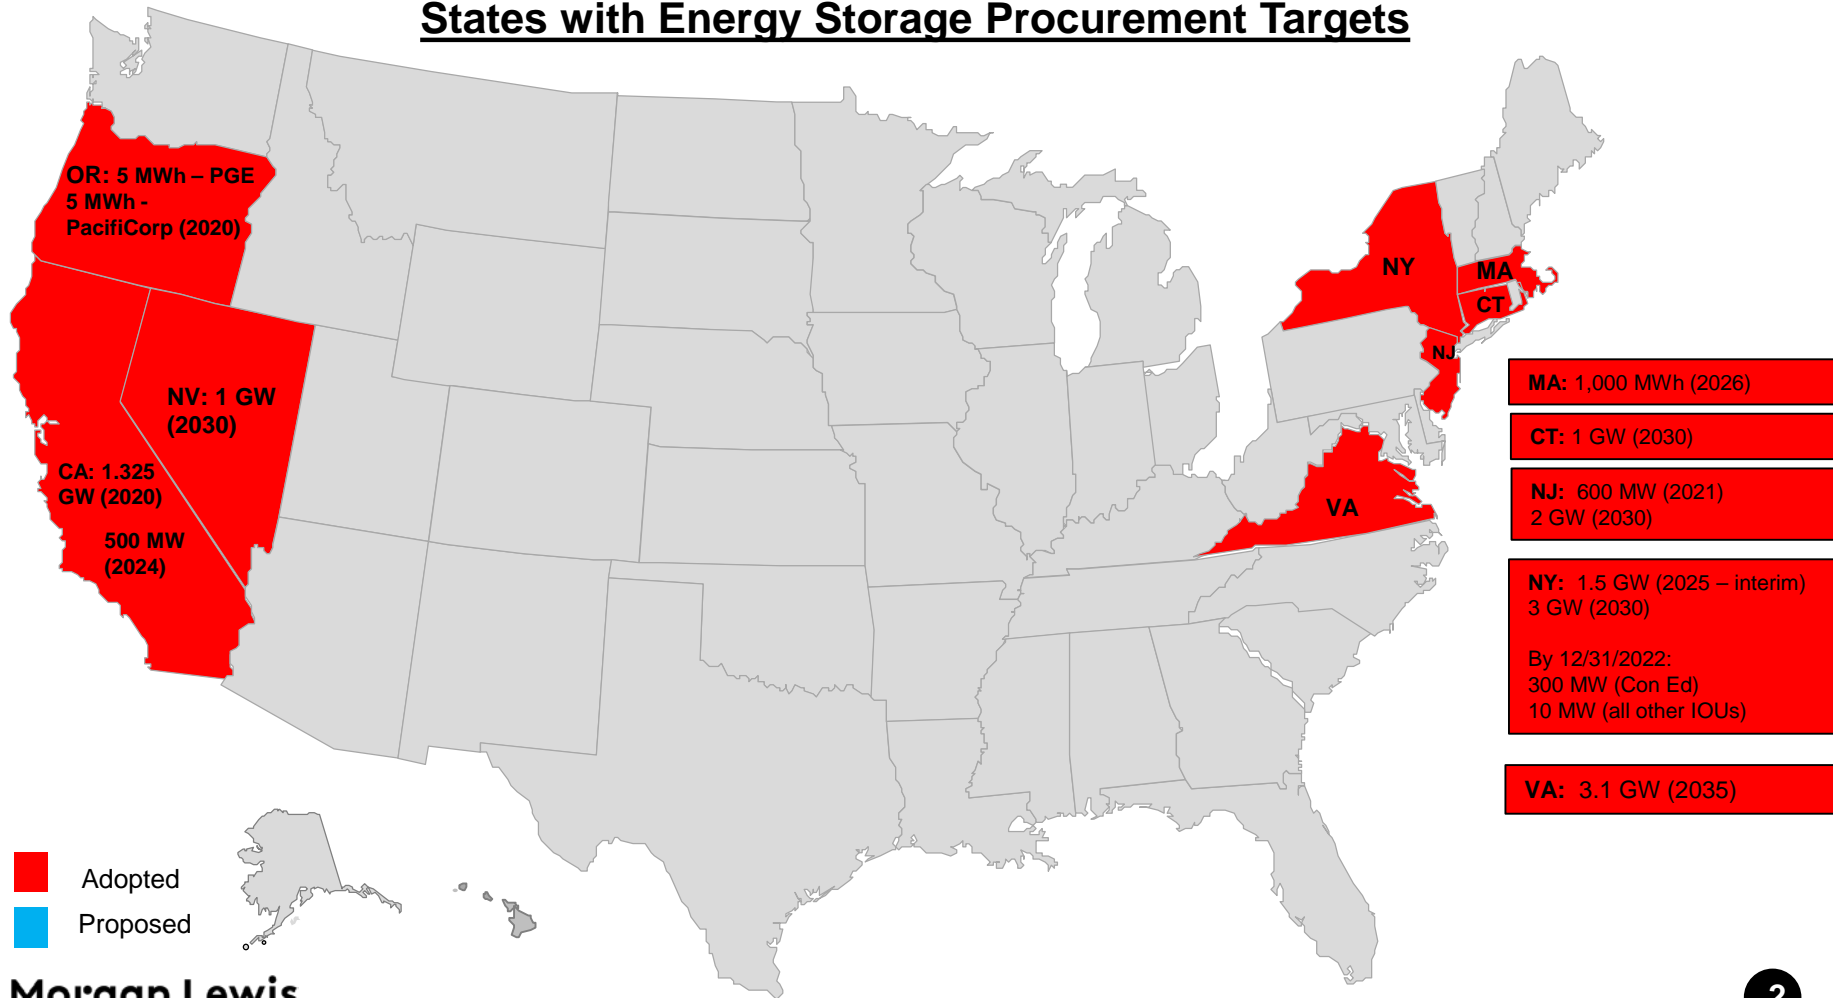 States with Energy Storage Procurement Targets
OR: 5 MWh – PGE
5 MWh -
PacifiCorp (2020)
NV: 1 GW
(2030)
CA: 1.325
GW (2020)
500 MW
(2024)
NY
MA
CT
NJ
VA
MA: 1,000 MWh (2026)
CT: 1 GW (2030)
NJ: 600 MW (2021)
2 GW (2030)
NY: 1.5 GW (2025 – interim)
3 GW (2030)
By 12/31/2022:
300 MW (Con Ed)
10 MW (all other IOUs)
VA: 3.1 GW (2035)
Adopted
Proposed
Morgan Lewis
2